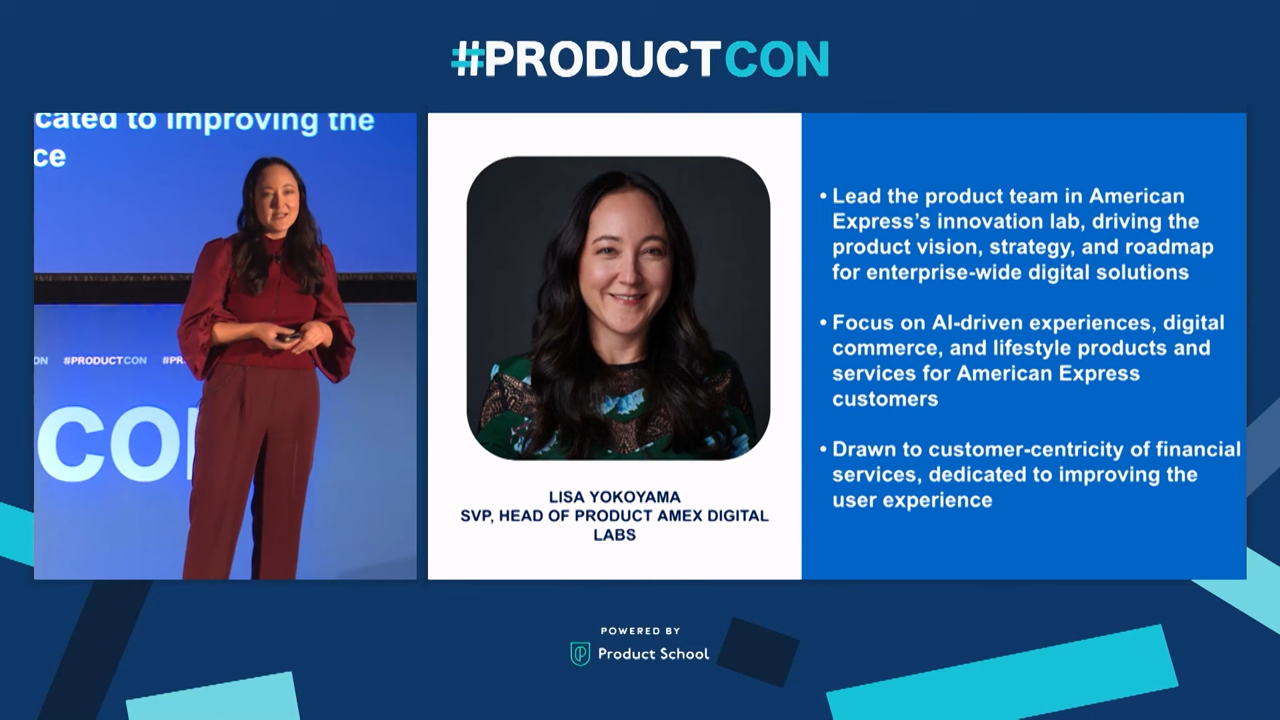 #PRODUCTCON
cated to improving the
ce
ON #PRODUCTCON #PR
CO
LISA YOKOYAMA
SVP, HEAD OF PRODUCT AMEX DIGITAL
LABS
• Lead the product team in American
Express’s innovation lab, driving the
product vision, strategy, and roadmap
for enterprise-wide digital solutions
• Focus on AI-driven experiences, digital
commerce, and lifestyle products and
services for American Express
customers
• Drawn to customer-centricity of financial
services, dedicated to improving the
user experience
POWERED BY
Product School